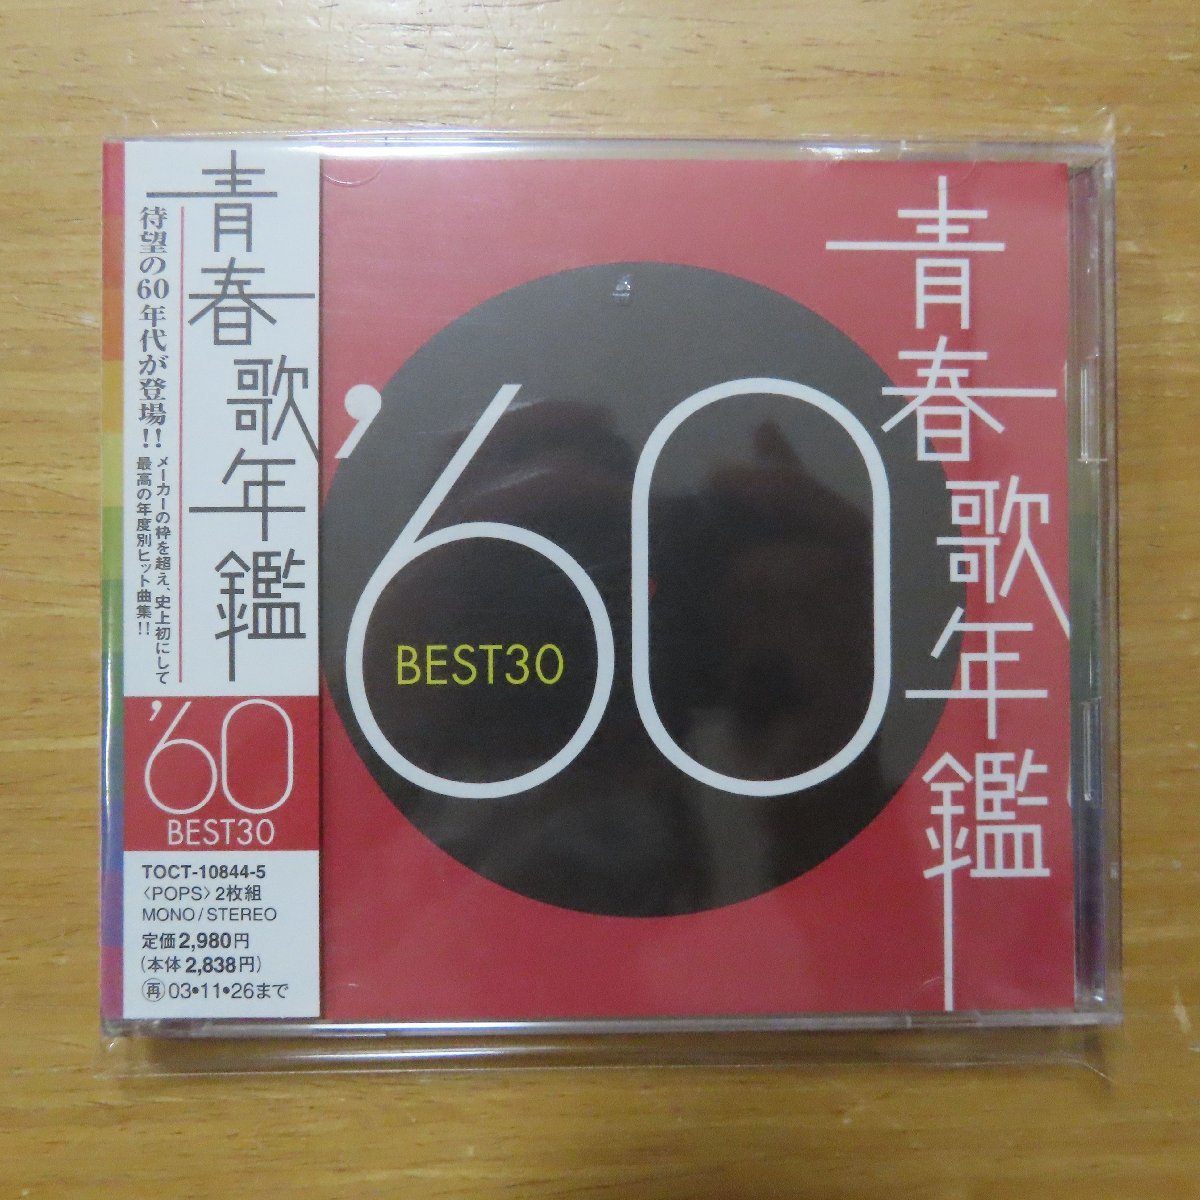 青春歌年鑑
待望の60年代が登場!!
メーカーの枠を超え、史上初にして
最高の年度別ヒット曲集!!
'60
BEST30
TOCT-10844-5
〈POPS〉2枚組
MONO/STEREO
定価2,980円
(本体2,838円)
再03•11•26まで
'60
BEST30
青春歌年鑑